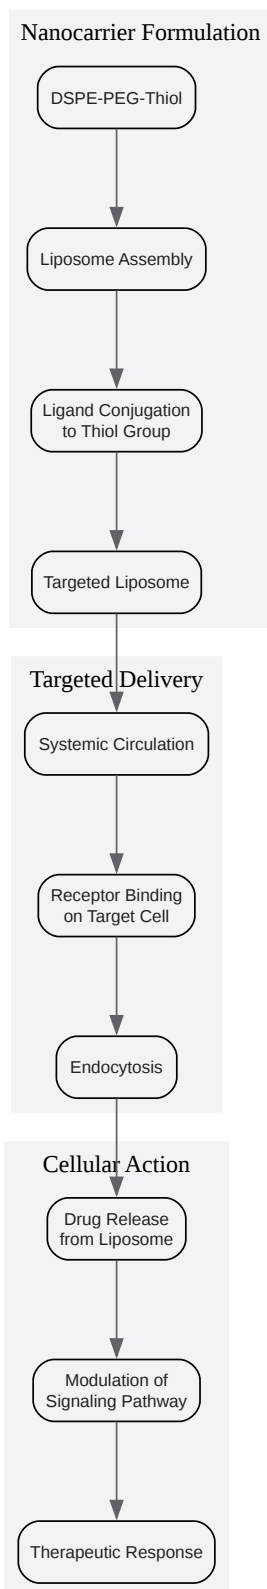 Nanocarrier Formulation
DSPE-PEG-Thiol
Liposome Assembly
Ligand Conjugation
to Thiol Group
Targeted Liposome
Targeted Delivery
Systemic Circulation
Receptor Binding
on Target Cell
Endocytosis
Cellular Action
Drug Release
from Liposome
Modulation of
Signaling Pathway
Therapeutic Response